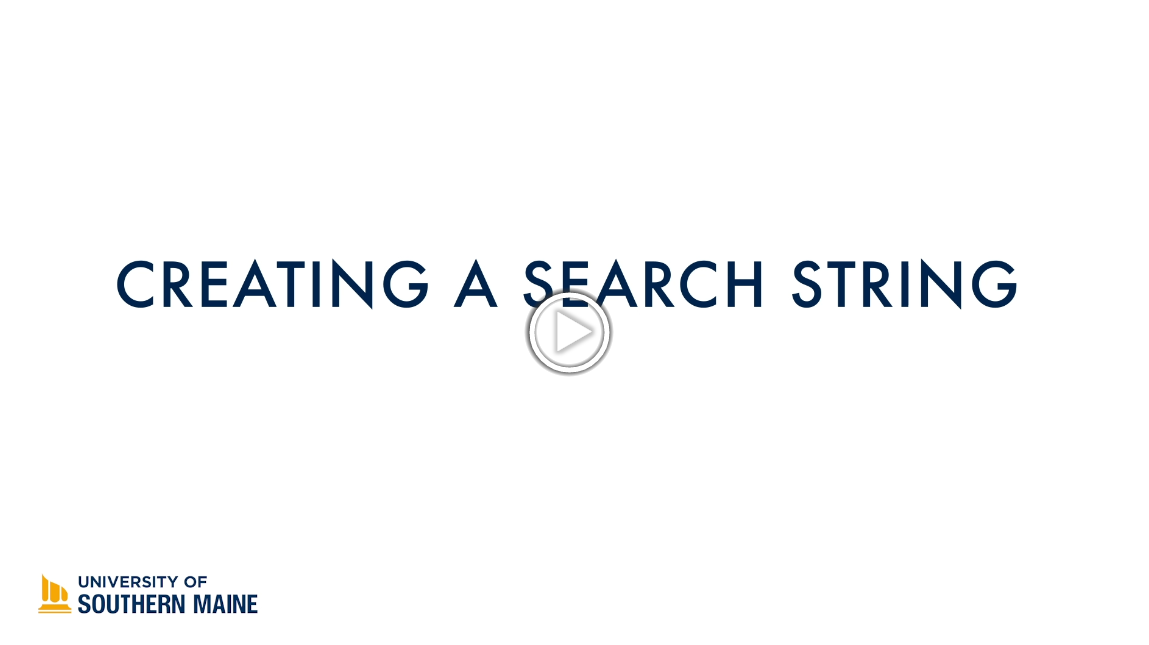 CREATING A SEARCH STRING
UNIVERSITY OF
SOUTHERN MAINE